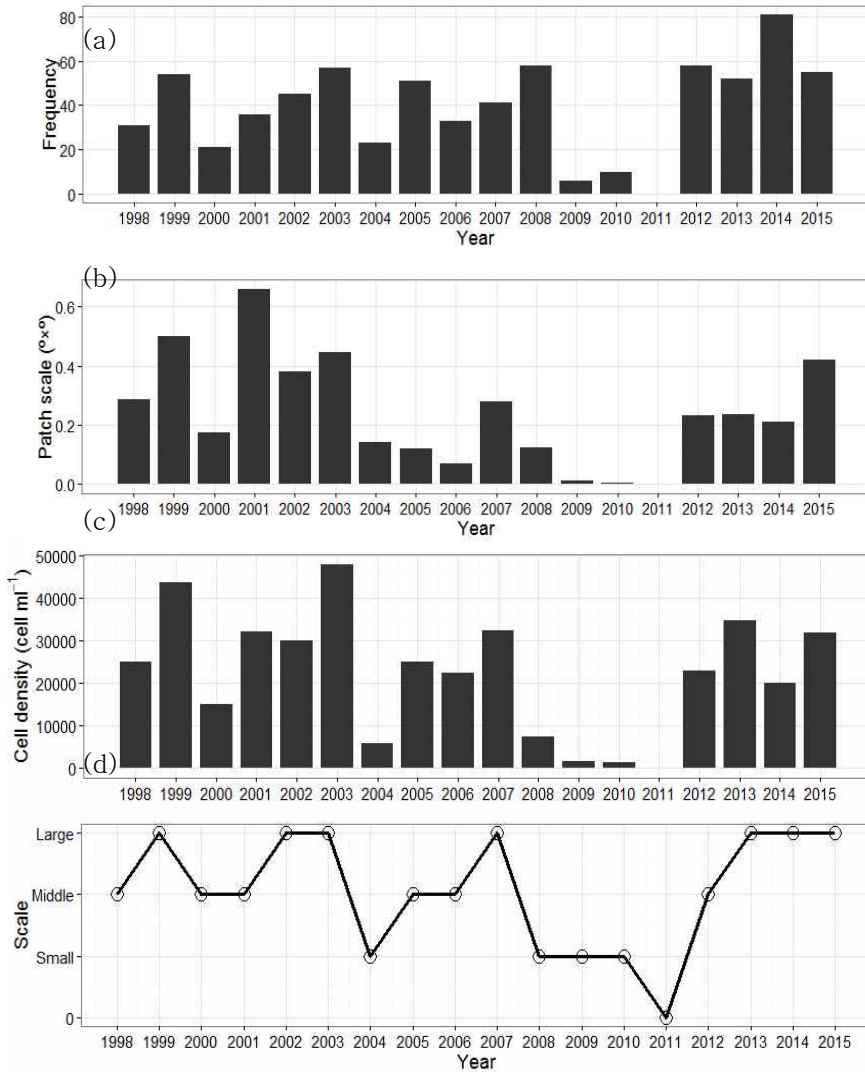 (a)
Frequency
80
60
40
20
0
1998 1999 2000 2001 2002 2003 2004 2005 2006 2007 2008 2009 2010 2011 2012 2013 2014 2015
Year
(b)
Patch scale (º×º)
0.6
0.4
0.2
0.0
1998 1999 2000 2001 2002 2003 2004 2005 2006 2007 2008 2009 2010 2011 2012 2013 2014 2015
Year
(c)
Cell density (cell ml⁻¹)
50000
40000
30000
20000
10000
0
1998 1999 2000 2001 2002 2003 2004 2005 2006 2007 2008 2009 2010 2011 2012 2013 2014 2015
(d)
Scale
Large
Middle
Small
0
1998 1999 2000 2001 2002 2003 2004 2005 2006 2007 2008 2009 2010 2011 2012 2013 2014 2015
Year